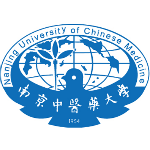 Nanjing University of Chinese Medicine
南京中醫藥大學
1954